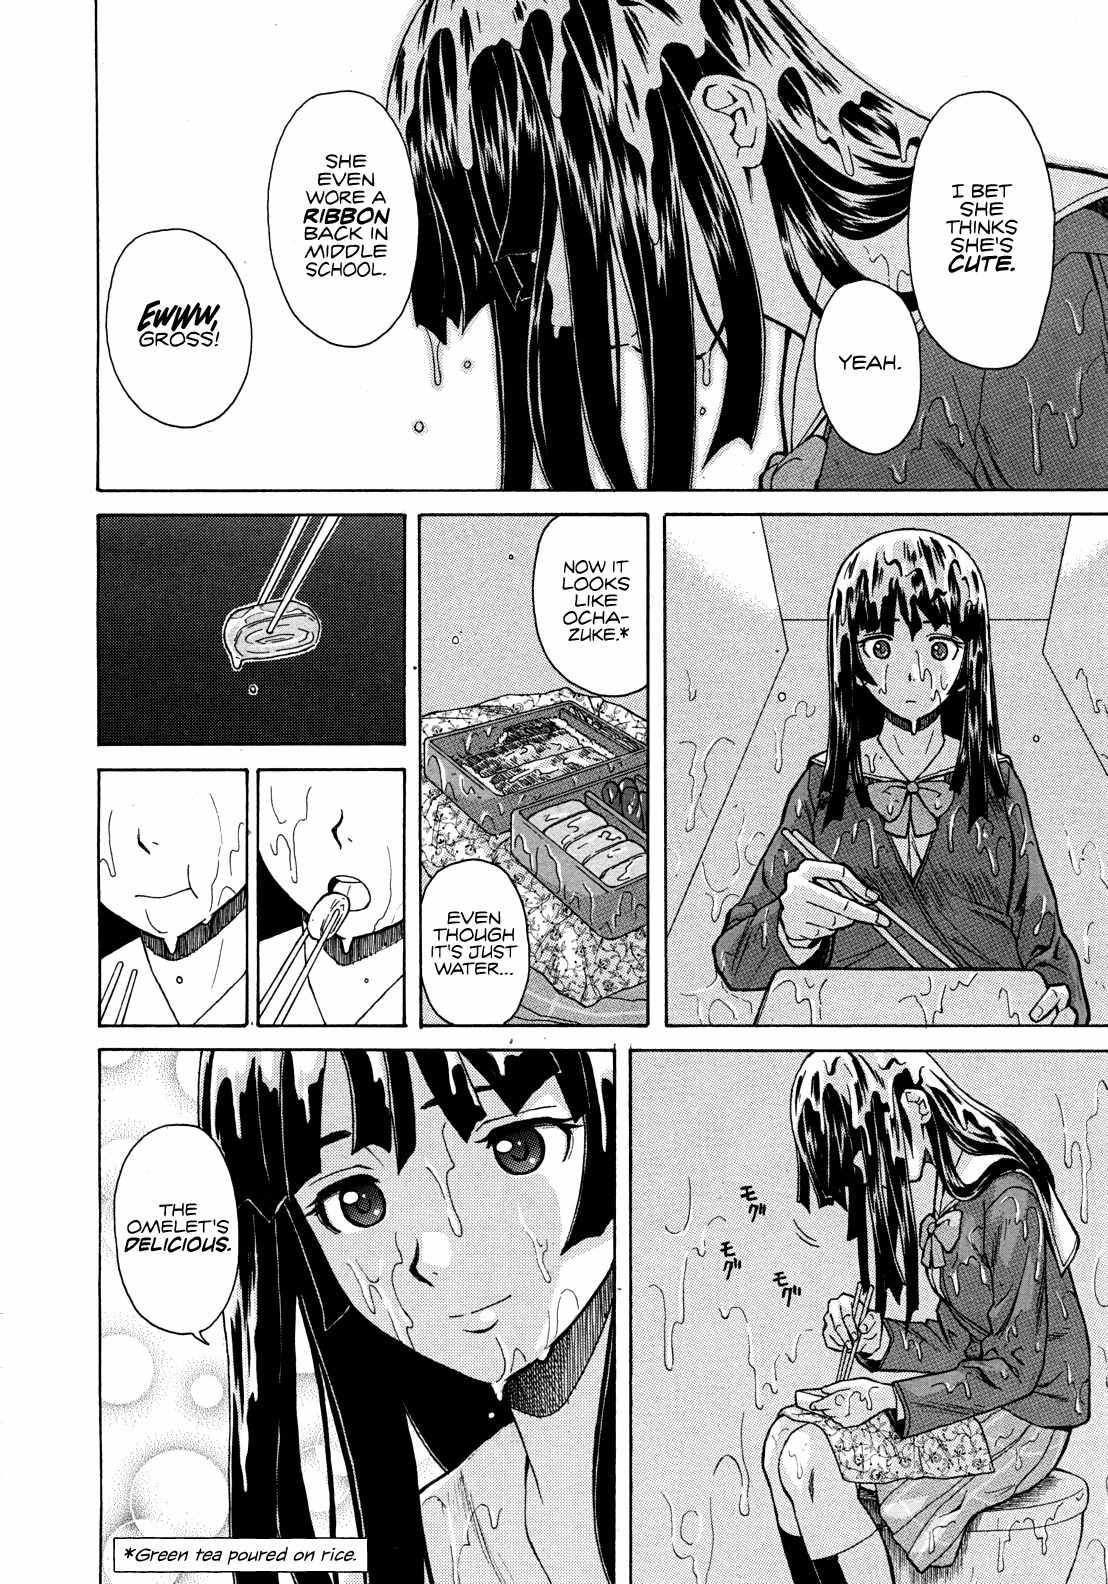 I BET
SHE
THINKS
SHE'S
CUTE.
YEAH.
SHE
EVEN
WORE A
RIBBON
BACK IN
MIDDLE
SCHOOL.
EWWW,
GROSS!
NOW IT
LOOKS
LIKE
OCHA-
ZUKE.*
EVEN
THOUGH
IT'S JUST
WATER...
モグ
モグ
モグ
THE
OMELET'S
DELICIOUS.
*Green tea poured on rice.